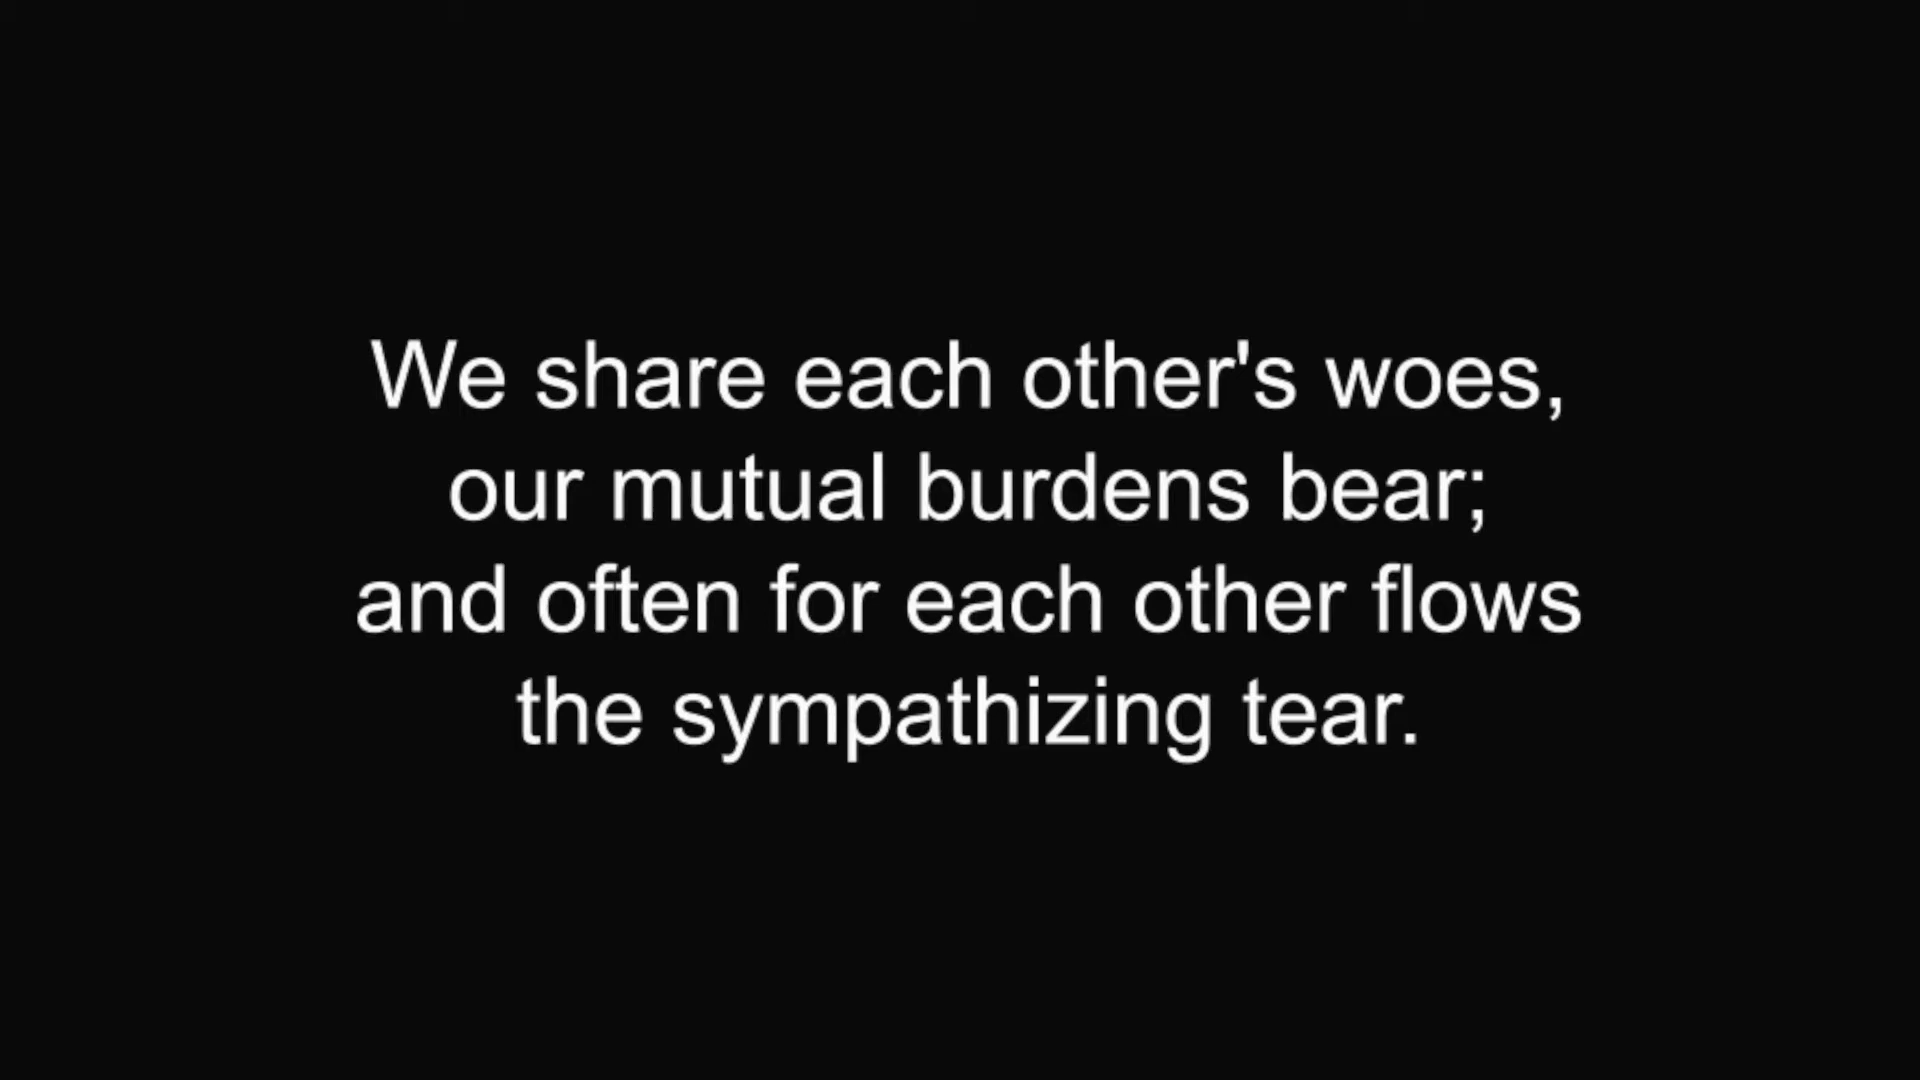 We share each other's woes,
our mutual burdens bear;
and often for each other flows
the sympathizing tear.